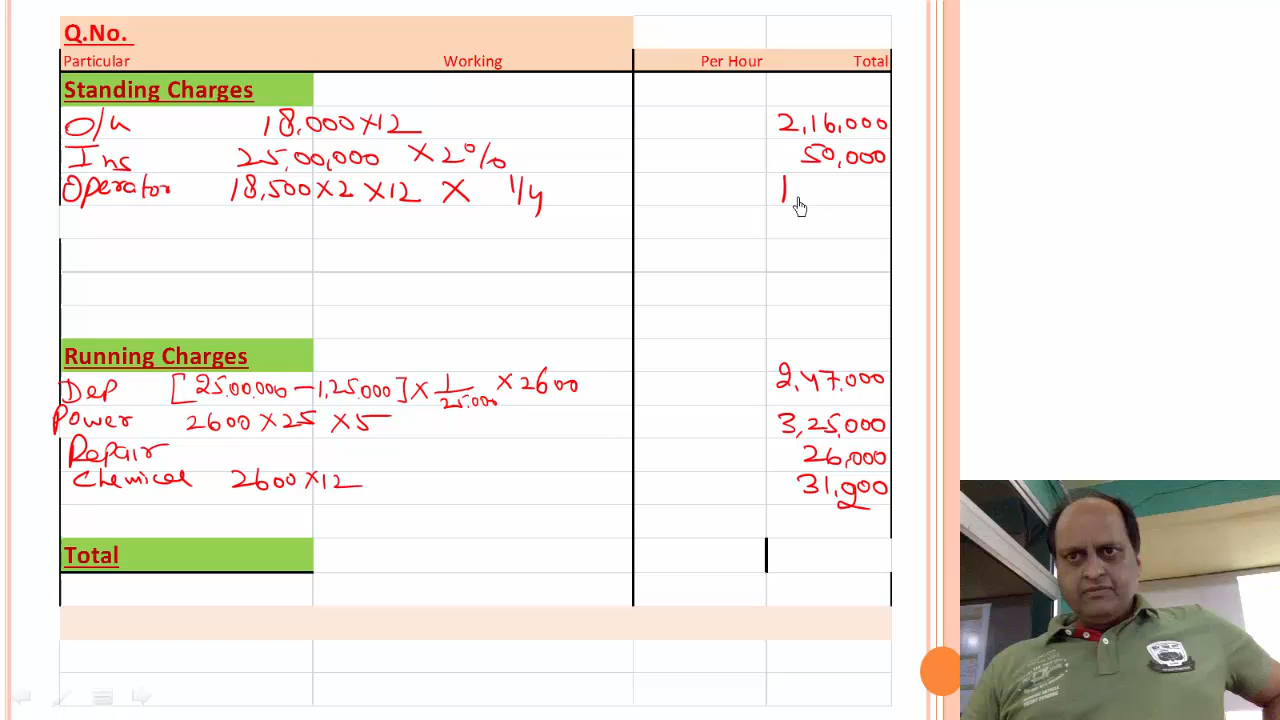 Q.No.
Particular Working Per Hour Total
Standing Charges
O/H 18,000×12 2,16,000
Ins 25,00,000 × 2% 50,000
Operator 18,500×2 ×12 × 1/4 1
Running Charges
Dep [25,00,000 – 1,25,000] × 1/25,000 × 2600 2,47,000
Power 2600×25 ×5 3,25,000
Repair 26,000
Chemical 2600×12 31,200
Total